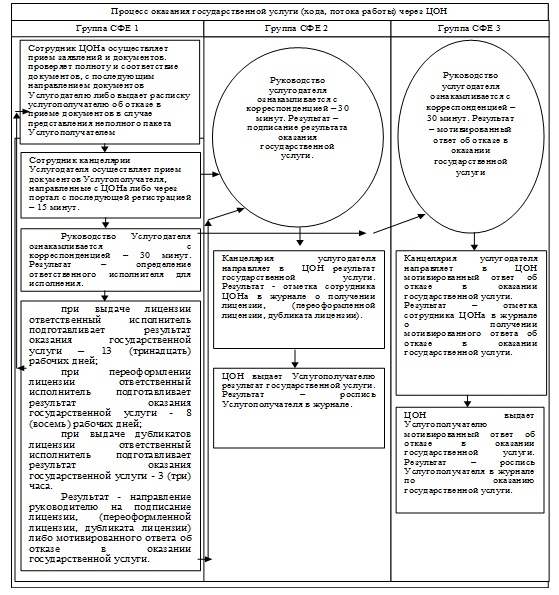 Процесс оказания государственной услуги (хода, потока работы) через ЦОН
Группа СФЕ 1
Группа СФЕ 2
Группа СФЕ 3
Сотрудник ЦОНа осуществляет
прием заявлений и документов.
проверяет полноту и соответствие
документов, с последующим
направлением документов
Услугодателю либо выдает расписку
услугополучателю об отказе в
приеме документов в случае
представления неполного пакета
Услугополучателем
Сотрудник канцелярии
Услугодателя осуществляет прием
документов Услугополучателя,
направленные с ЦОНа либо через
портал с последующей регистрацией
– 15 минут.
Руководство Услугодателя
ознакамливается с
корреспонденцией – 30 минут.
Результат – определение
ответственного исполнителя для
исполнения.
при выдаче лицензии
ответственный исполнитель
подготавливает результат
оказания государственной
услуги – 13 (тринадцать)
рабочих дней;
при переоформлении
лицензии ответственный
исполнитель подготавливает
результат оказания
государственной услуги - 8
(восемь) рабочих дней;
при выдаче дубликатов
лицензии ответственный
исполнитель подготавливает
результат оказания
государственной услуги - 3 (три)
часа.
Результат - направление
руководителю на подписание
лицензии, (переоформленной
лицензии, дубликата лицензии)
либо мотивированного ответа об
отказе в оказании
государственной услуги.
Руководство
услугодателя
ознакамливается с
корреспонденцией – 30
минут. Результат –
подписание результата
оказания
государственной
услуги.
Канцелярия услугодателя
направляет в ЦОН результат
государственной услуги.
Результат - отметка сотрудника
ЦОНа в журнале о получении
лицензии, (переоформленной
лицензии, дубликата лицензии).
ЦОН выдает Услугополучателю
результат государственной услуги.
Результат – роспись
Услугополучателя в журнале.
Руководство
услугодателя
ознакамливается с
корреспонденцией –
30 минут. Результат
– мотивированный
ответ об отказе в
оказании
государственной
услуги
Канцелярия услугодателя
направляет в ЦОН
мотивированный ответ об
отказе в оказании
государственной услуги.
Результат – отметка
сотрудника ЦОНа в журнале
о получении
мотивированного ответа об
отказе в оказании
государственной услуги.
ЦОН выдает
Услугополучателю
мотивированный ответ об
отказе в оказании
государственной услуги.
Результат – роспись
Услугополучателя в журнале
по оказанию
государственной услуги.